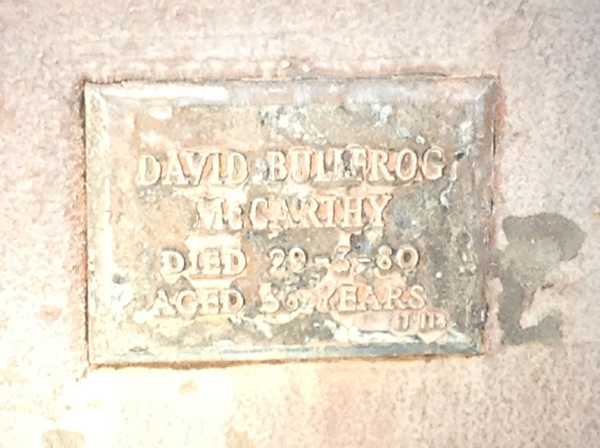 DAVID BULLFROG
McCARTHY
DIED 29-3-80
AGED 56 YEARS